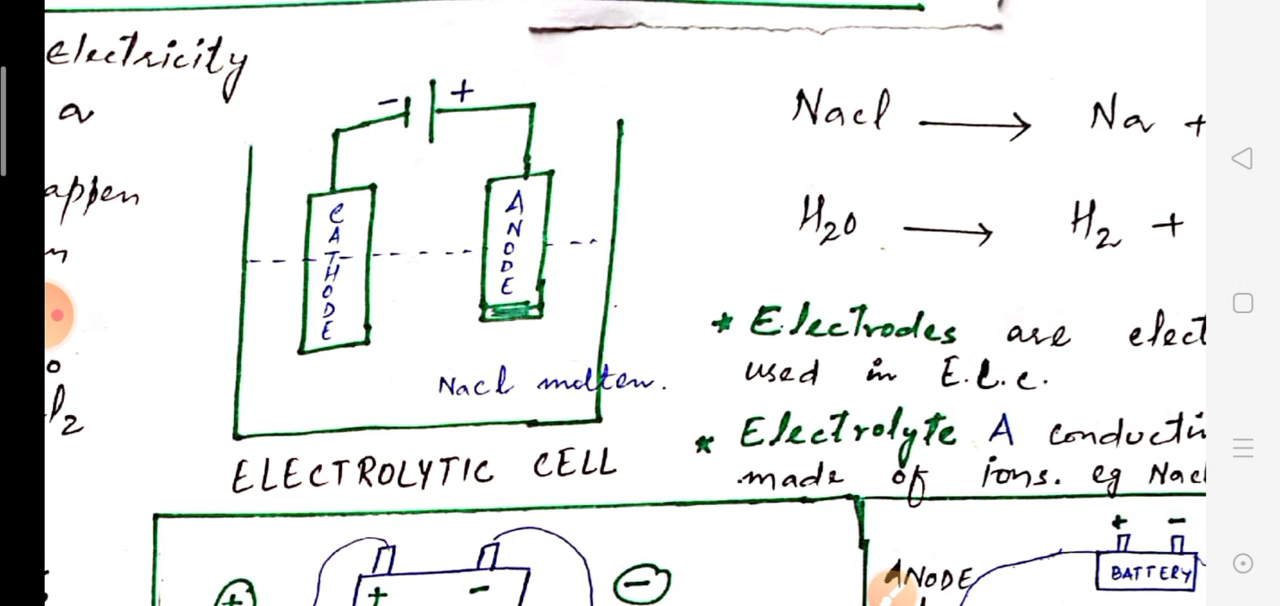 electricity
a
appen
- +
CATHODE
ANODE
Nacl molten.
ELECTROLYTIC CELL
Nacl → Na +
H2O → H2 +
* Electrodes are elect
used in E.L.C.
* Electrolyte A conducti
made of ions. eg Nacl
+ -
+ -
ANODE
+ -
BATTERY